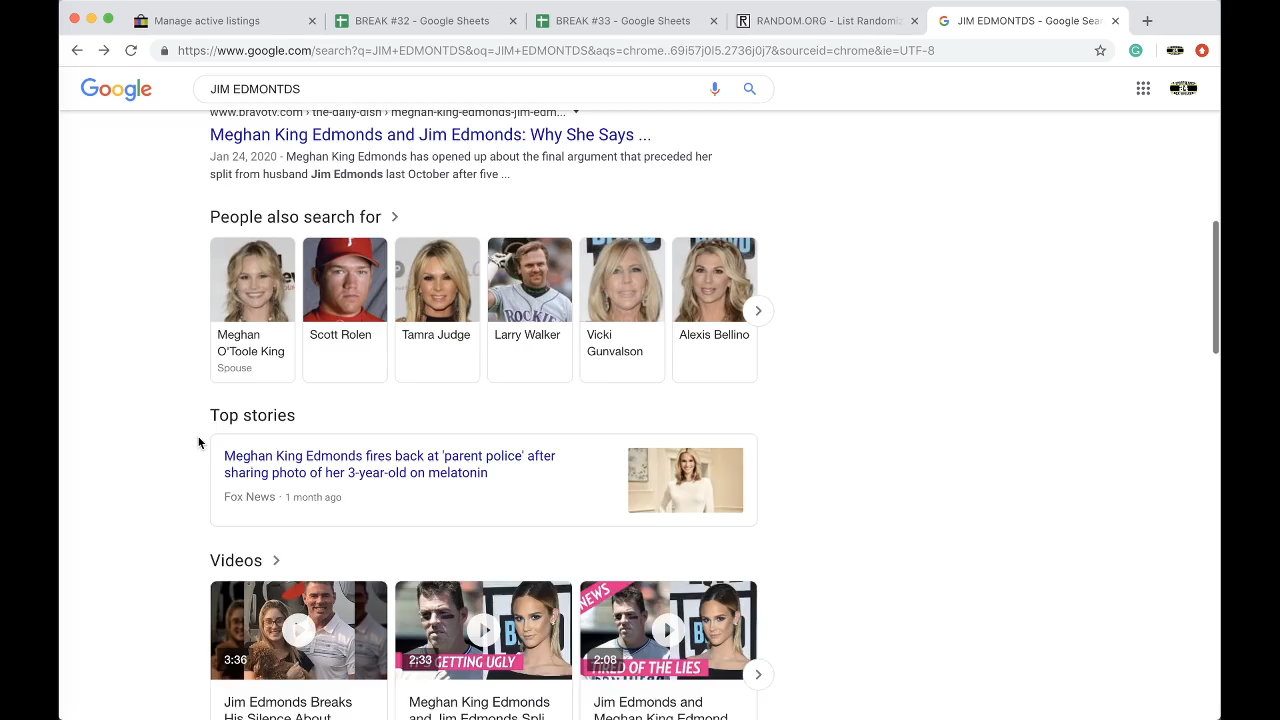 Manage active listings
BREAK #32 - Google Sheets
BREAK #33 - Google Sheets
RANDOM.ORG - List Randomiz
JIM EDMONTDS - Google Sear
https://www.google.com/search?q=JIM+EDMONTDS&oq=JIM+EDMONTDS&aqs=chrome..69i57j0l5.2736j0j7&sourceid=chrome&ie=UTF-8
Google
JIM EDMONTDS
www.bravotv.com › the-daily-dish › meghan-king-edmonds-jim-edm...
Meghan King Edmonds and Jim Edmonds: Why She Says ...
Jan 24, 2020 - Meghan King Edmonds has opened up about the final argument that preceded her
split from husband Jim Edmonds last October after five ...
People also search for
Meghan O'Toole King
Spouse
Scott Rolen
Tamra Judge
Larry Walker
Vicki Gunvalson
Alexis Bellino
Top stories
Meghan King Edmonds fires back at 'parent police' after
sharing photo of her 3-year-old on melatonin
Fox News · 1 month ago
Videos
3:36
2:33 GETTING UGLY
NEWS
2:08 TIRED OF THE LIES
Jim Edmonds Breaks
His Silence About
Meghan King Edmonds
and Jim Edmonds Spli
Jim Edmonds and
Meghan King Edmond